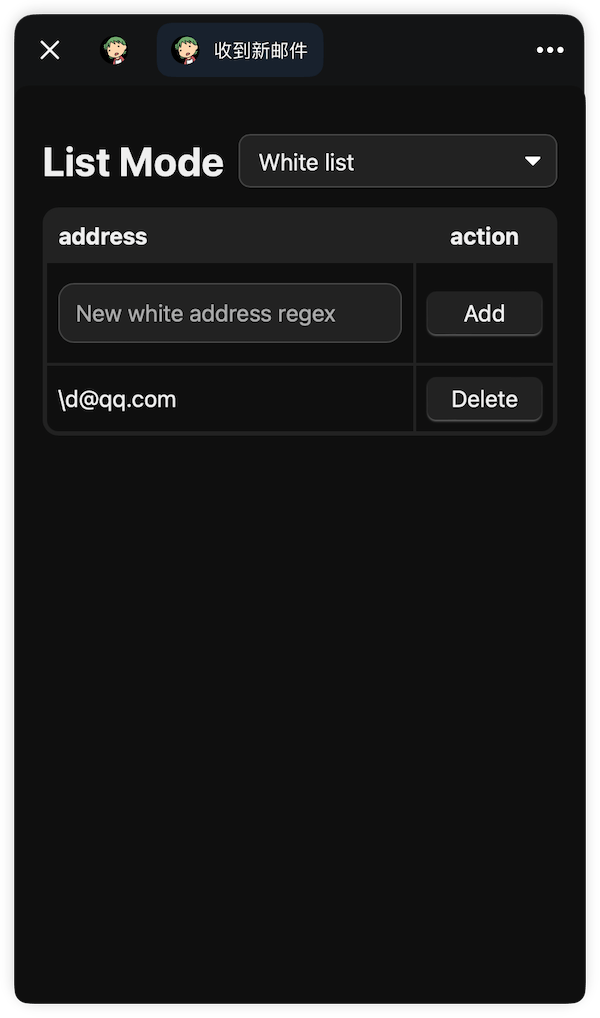 收到新邮件
List Mode White list
address action
New white address regex Add
\d@qq.com Delete